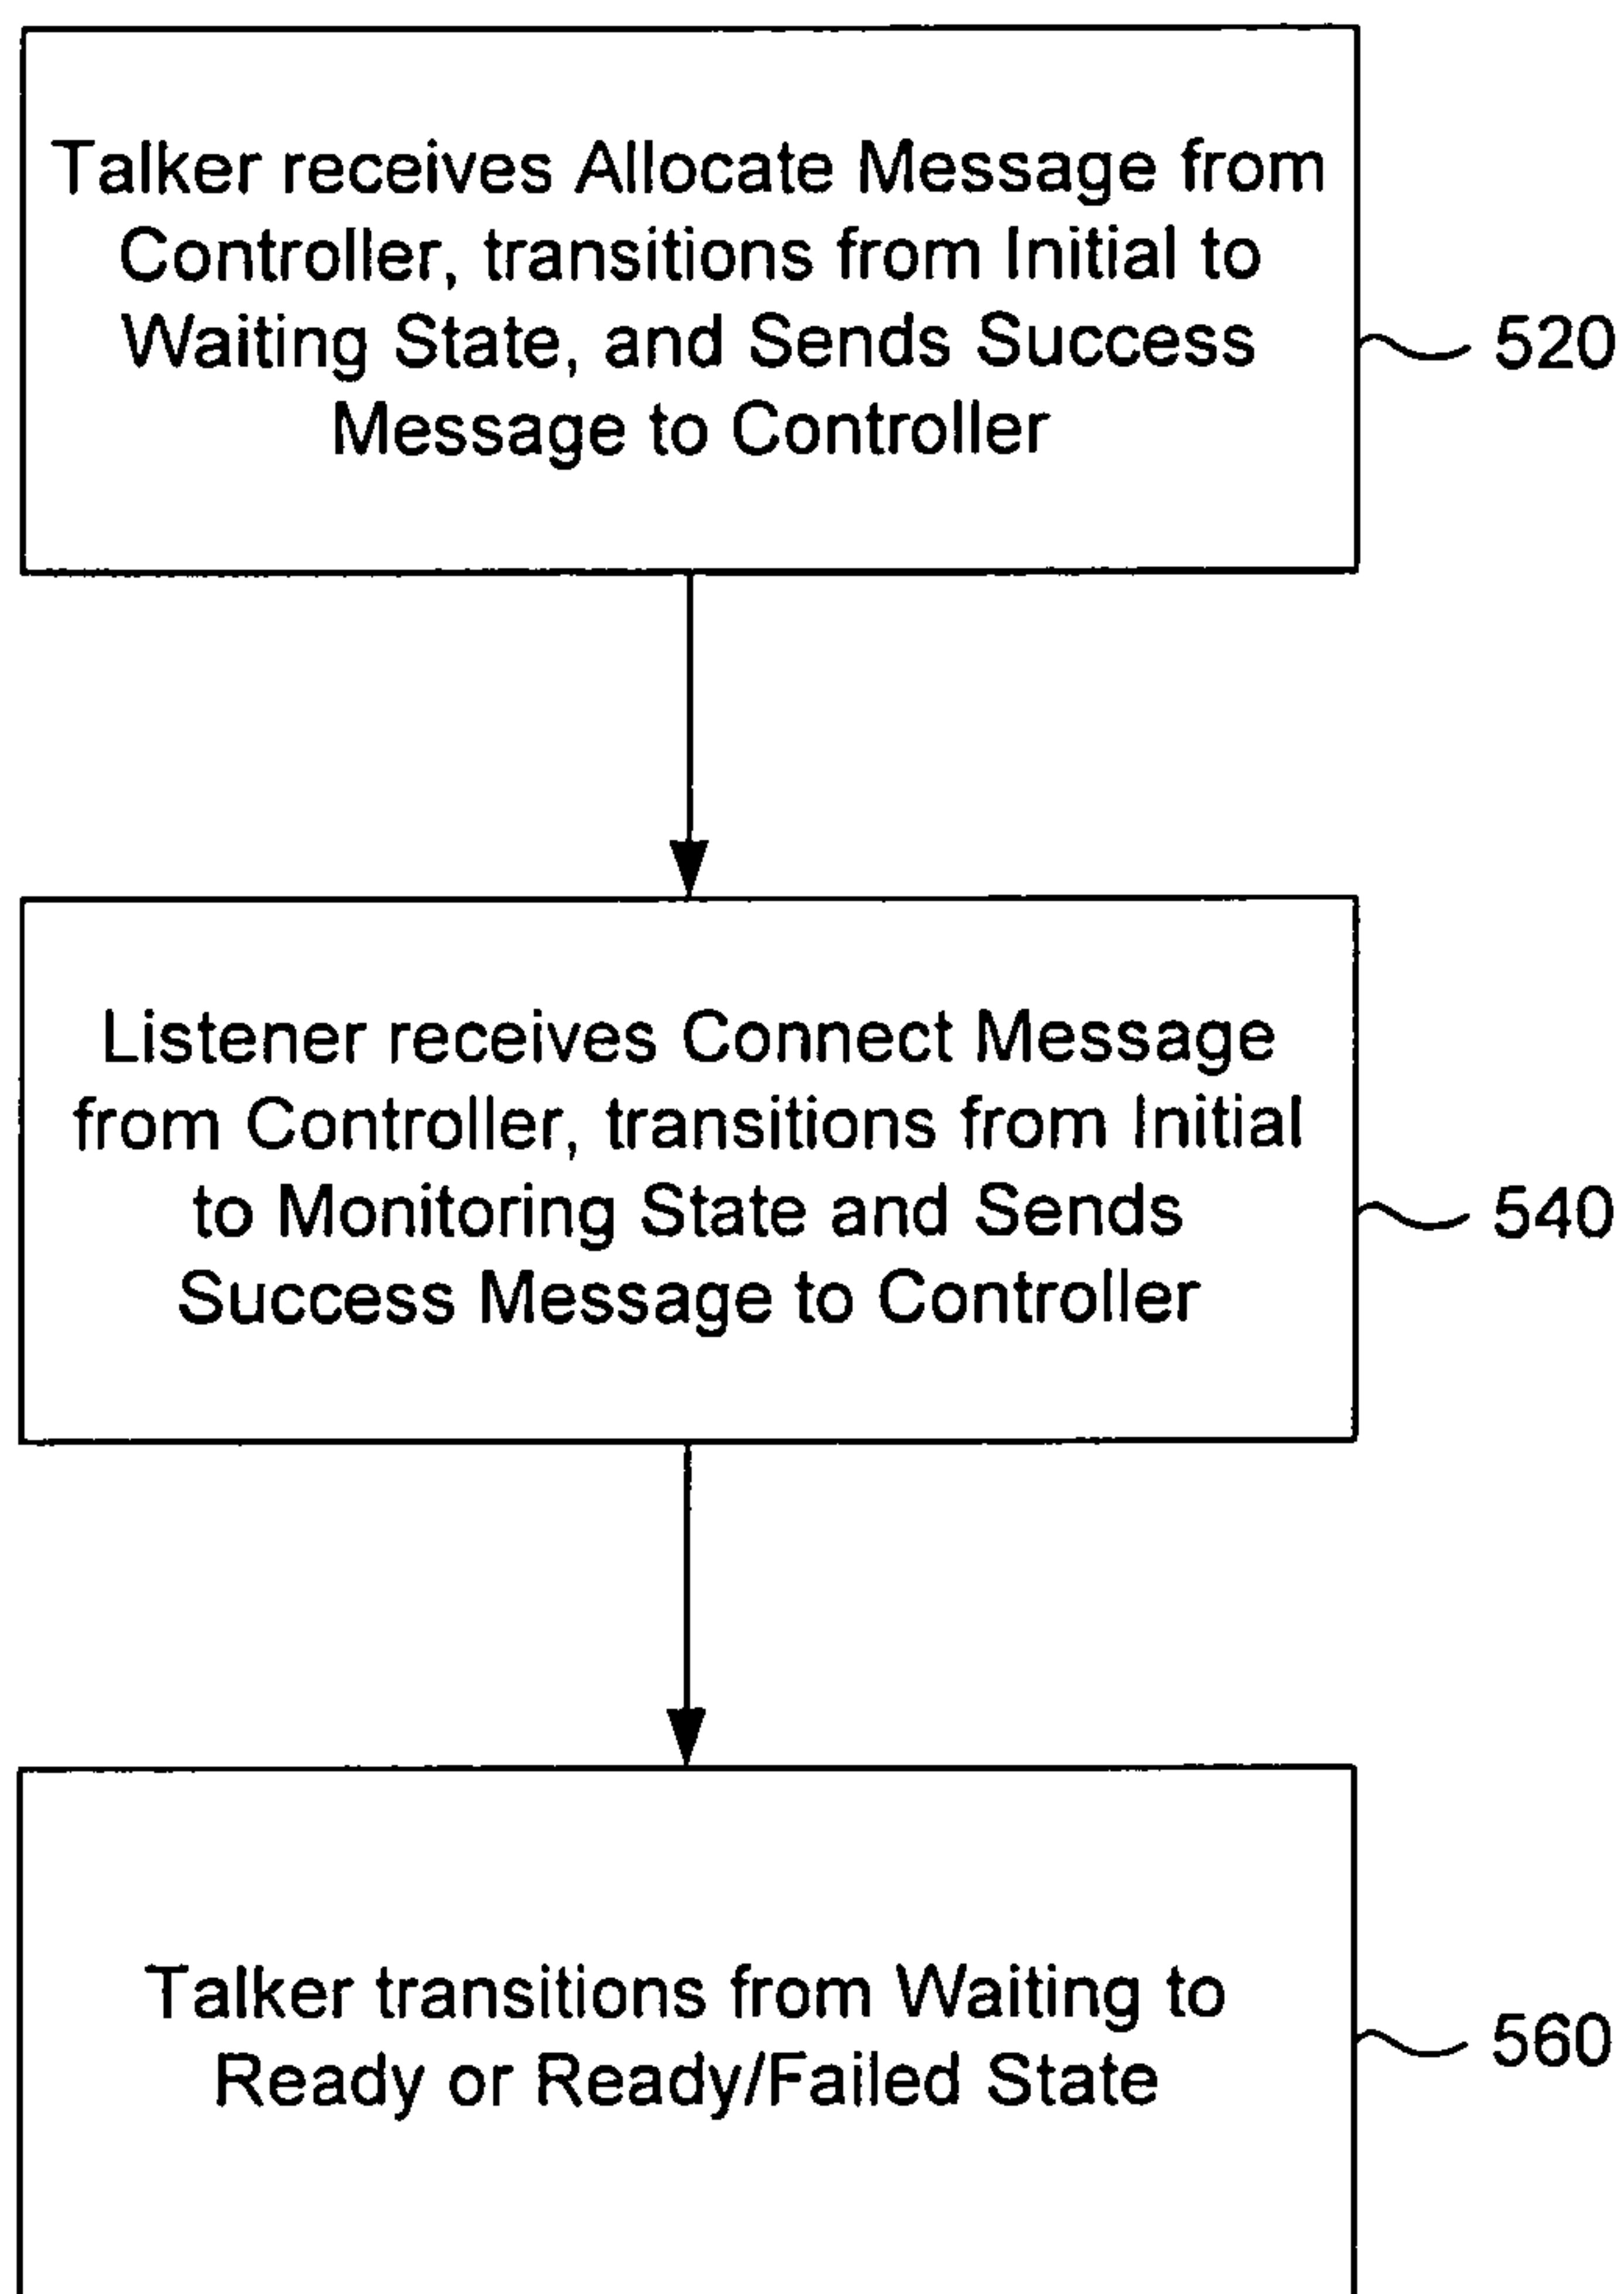 Talker receives Allocate Message from
Controller, transitions from Initial to
Waiting State, and Sends Success
Message to Controller
520
Listener receives Connect Message
from Controller, transitions from Initial
to Monitoring State and Sends
Success Message to Controller
540
Talker transitions from Waiting to
Ready or Ready/Failed State
560